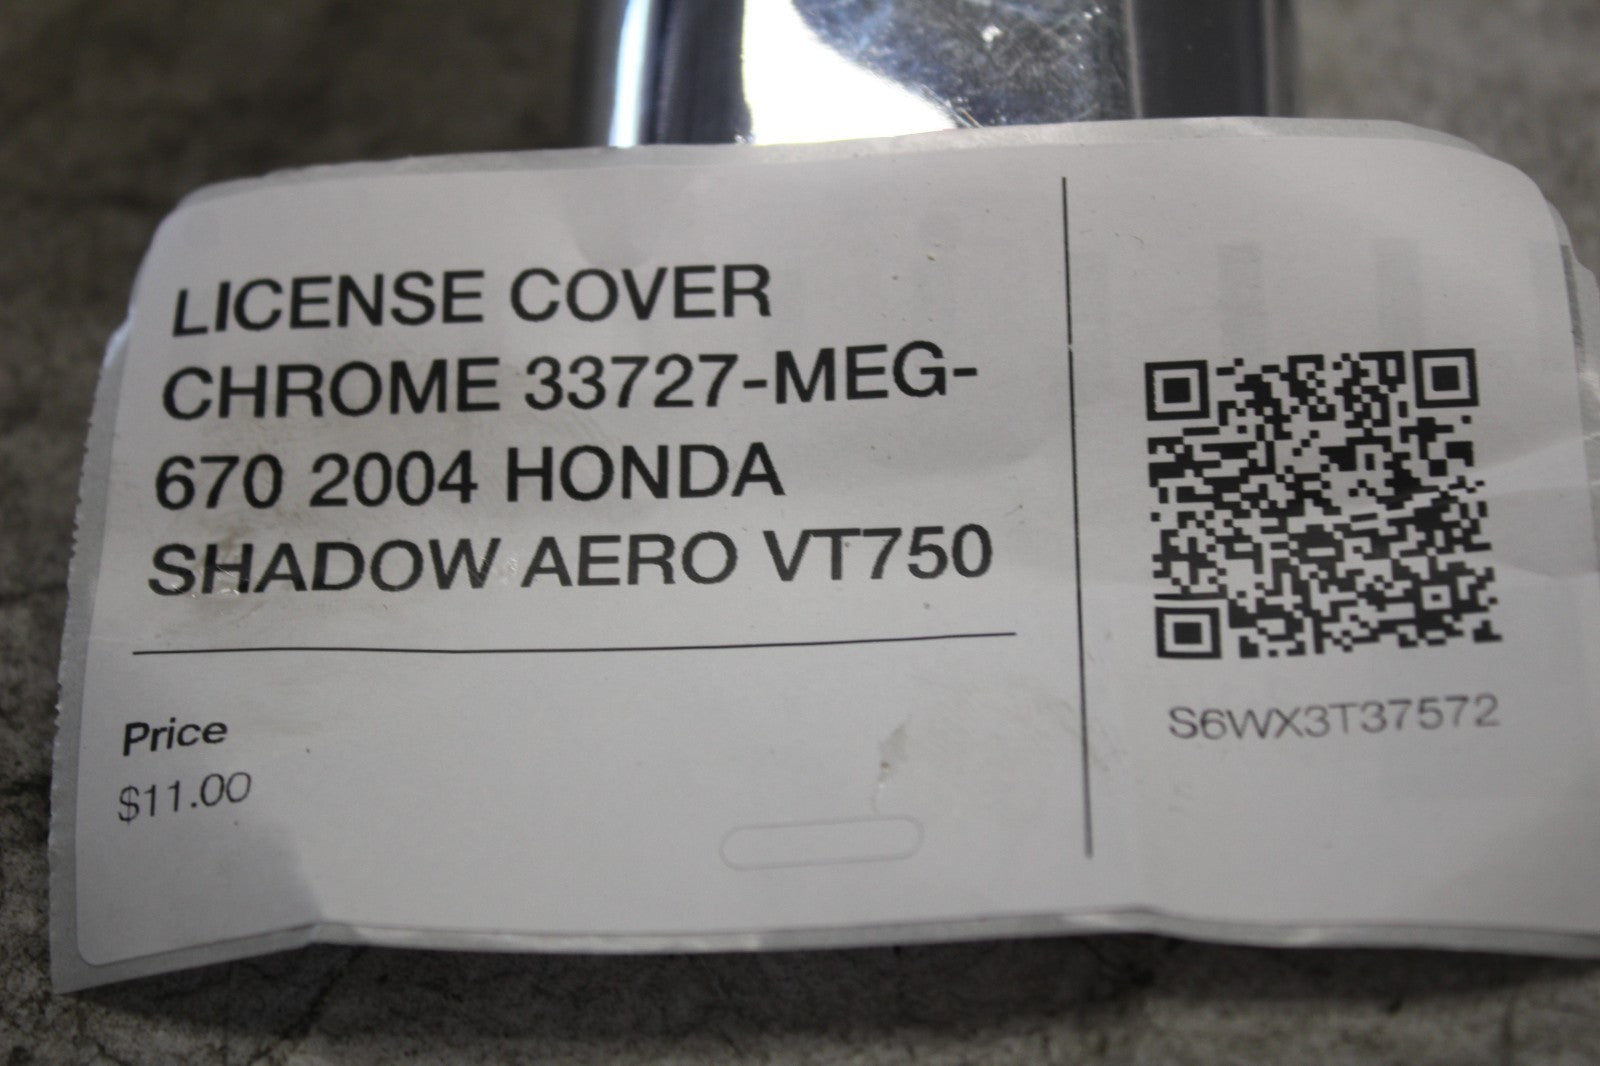 LICENSE COVER
CHROME 33727-MEG-
670 2004 HONDA
SHADOW AERO VT750
Price
$11.00
S6WX3T37572